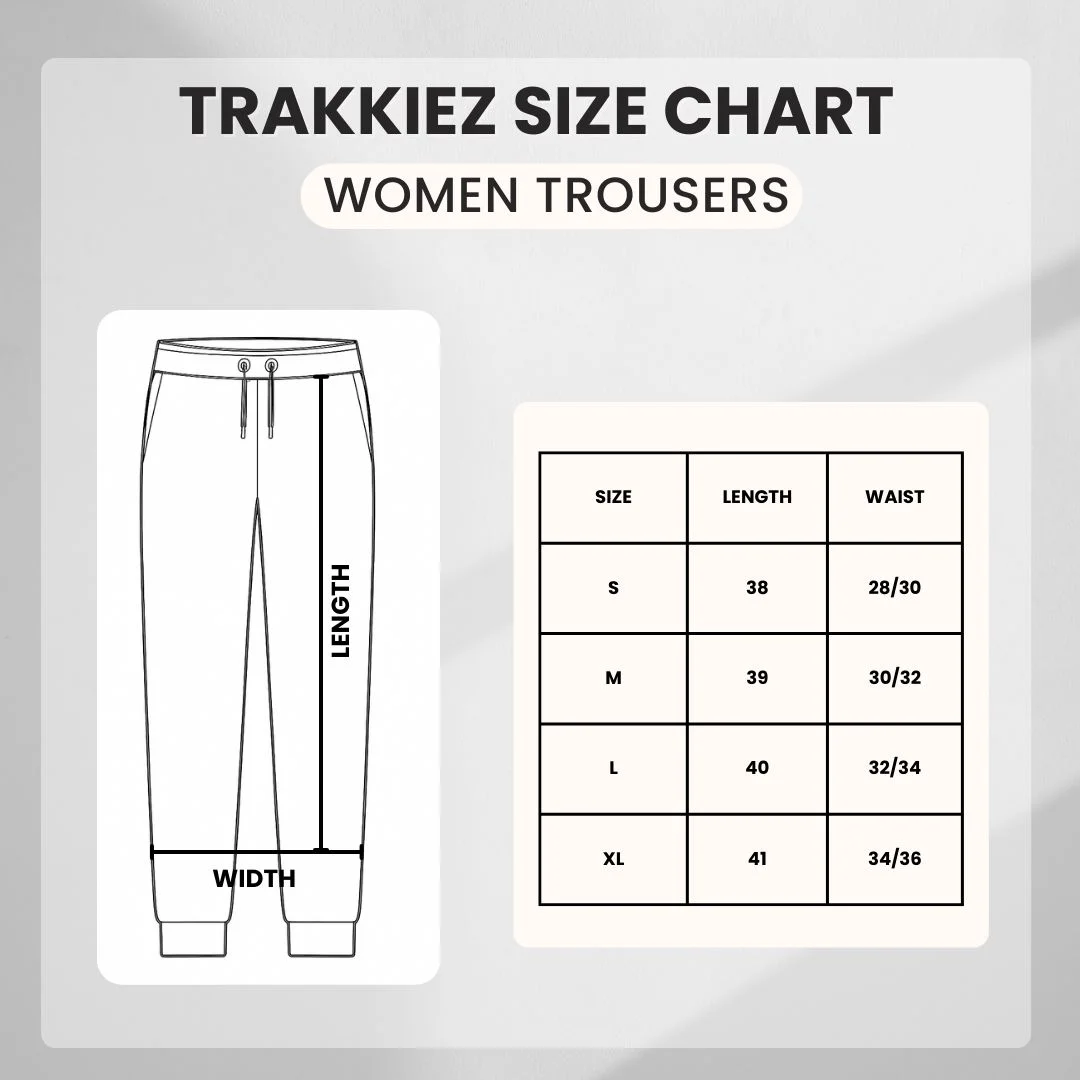 TRAKKIEZ SIZE CHART
WOMEN TROUSERS
LENGTH
WIDTH
SIZE LENGTH WAIST
S 38 28/30
M 39 30/32
L 40 32/34
XL 41 34/36